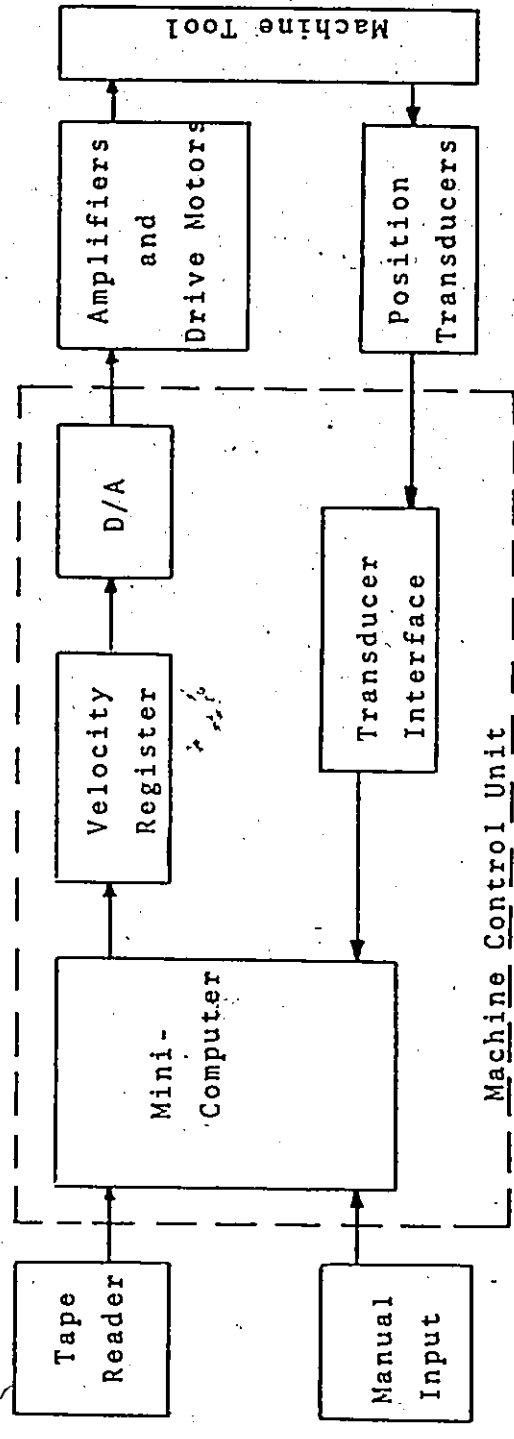 Tape
Reader
Manual
Input
Mini-
Computer
Velocity
Register
D/A
Transducer
Interface
Machine Control Unit
Amplifiers
and
Drive Motors
Position
Transducers
Machine Tool